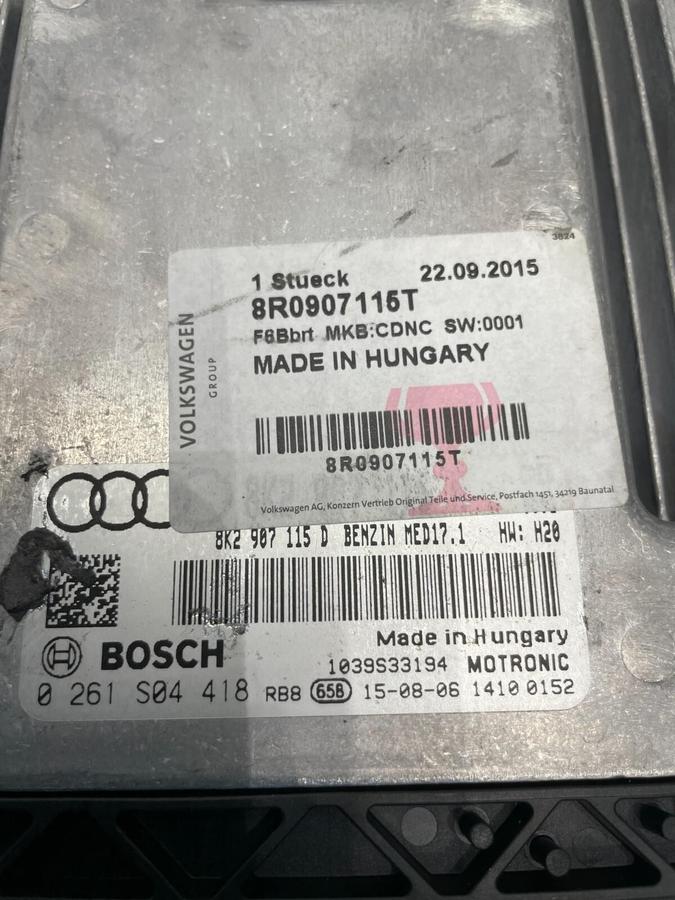 3824
1 Stueck 22.09.2015
8R0907115T
F6Bbrt MKB:CDNC SW:0001
MADE IN HUNGARY
VOLKSWAGEN
GROUP
8R0907115T
Volkswagen AG, Konzern Vertrieb Original Teile und Service, Postfach 1451, 34219 Baunatal
8K2 907 115 D BENZIN MED17.1 HW: H20
Made in Hungary
BOSCH
1039S33194 MOTRONIC
0 261 S04 418 RB8 65B 15-08-06 1410 0152